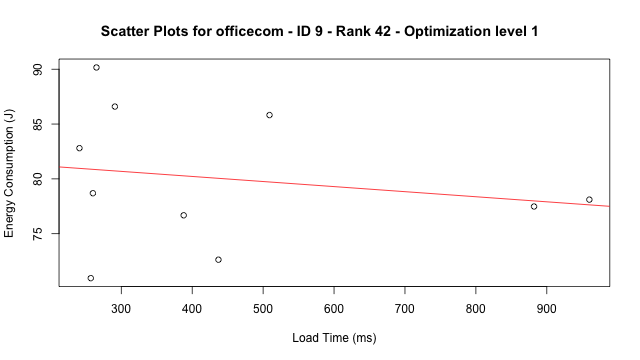 Scatter Plots for officecom - ID 9 - Rank 42 - Optimization level 1
Energy Consumption (J)
90
85
80
75
300 400 500 600 700 800 900
Load Time (ms)